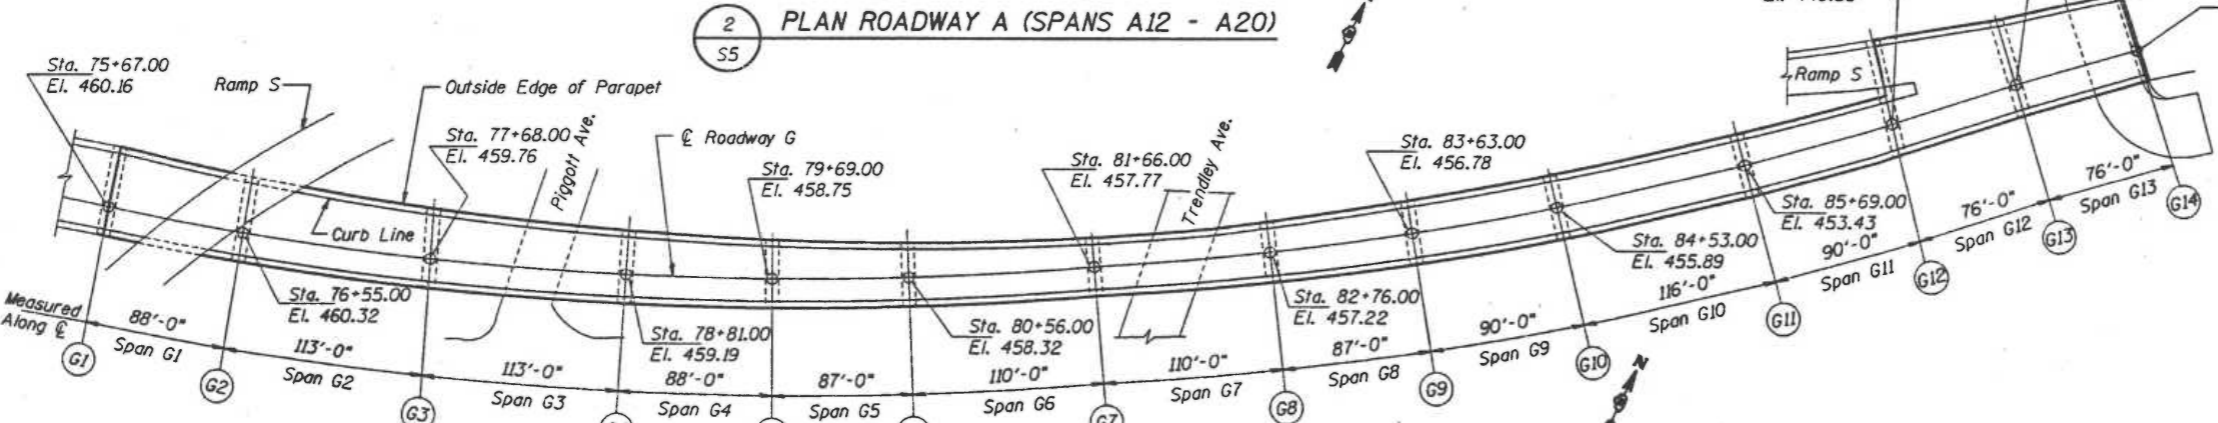 2
S5
PLAN ROADWAY A (SPANS A12 - A20)
Sta. 75+67.00
El. 460.16
Ramp S
Outside Edge of Parapet
Sta. 77+68.00
El. 459.76
Piggott Ave.
℄ Roadway G
Sta. 79+69.00
El. 458.75
Sta. 81+66.00
El. 457.77
Trendley Ave.
Sta. 83+63.00
El. 456.78
Ramp S
Curb Line
Sta. 76+55.00
El. 460.32
Sta. 78+81.00
El. 459.19
Sta. 80+56.00
El. 458.32
Sta. 82+76.00
El. 457.22
Sta. 84+53.00
El. 455.89
Sta. 85+69.00
El. 453.43
Measured
Along ℄
88'-0"
Span G1
113'-0"
Span G2
113'-0"
Span G3
88'-0"
Span G4
87'-0"
Span G5
110'-0"
Span G6
110'-0"
Span G7
87'-0"
Span G8
90'-0"
Span G9
116'-0"
Span G10
90'-0"
Span G11
76'-0"
Span G12
76'-0"
Span G13
G1
G2
G3
G7
G8
G9
G10
G11
G12
G13
G14
N